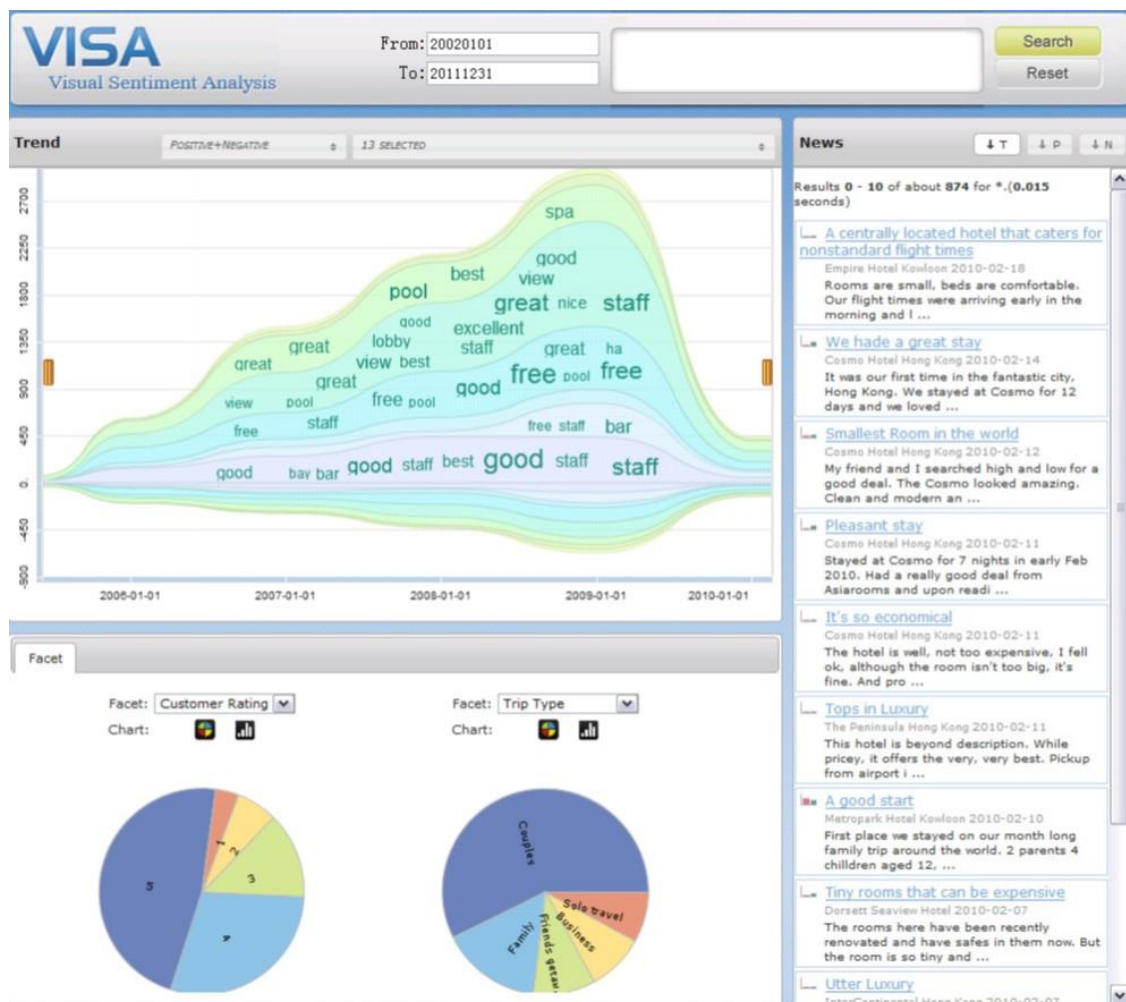 VISA
Visual Sentiment Analysis
From: 20020101
To: 20111231
Search
Reset
Trend
POSITIVE+NEGATIVE
13 SELECTED
2700
2250
1800
1350
900
450
0.
-450
-900
spa
good
best
view
pool
great nice staff
good
excellent
great
lobby
staff
great
ha
great
view best
great
free pool free
good
view
pool
free pool
free
staff
free staff bar
good
bay bar
good staff best good staff
staff
2006-01-01
2007-01-01
2008-01-01
2009-01-01
2010-01-01
News
↓ T
↓ P
↓ N
Results 0 - 10 of about 874 for *.(0.015
seconds)
A centrally located hotel that caters for
nonstandard flight times
Empire Hotel Kowloon 2010-02-18
Rooms are small, beds are comfortable.
Our flight times were arriving early in the
morning and I ...
We hade a great stay
Cosmo Hotel Hong Kong 2010-02-14
It was our first time in the fantastic city,
Hong Kong. We stayed at Cosmo for 12
days and we loved ...
Smallest Room in the world
Cosmo Hotel Hong Kong 2010-02-12
My friend and I searched high and low for a
good deal. The Cosmo looked amazing.
Clean and modern an ...
Pleasant stay
Cosmo Hotel Hong Kong 2010-02-11
Stayed at Cosmo for 7 nights in early Feb
2010. Had a really good deal from
Asiarooms and upon readi ...
It's so economical
Cosmo Hotel Hong Kong 2010-02-11
The hotel is well, not too expensive, I fell
ok, although the room isn't too big, it's
fine. And pro ...
Tops in Luxury
The Peninsula Hong Kong 2010-02-11
This hotel is beyond description. While
pricey, it offers the very, very best. Pickup
from airport i ...
A good start
Metropark Hotel Kowloon 2010-02-10
First place we stayed on our month long
family trip around the world. 2 parents 4
chilldren aged 12, ...
Tiny rooms that can be expensive
Dorsett Seaview Hotel 2010-02-07
The rooms here have been recently
renovated and have safes in them now. But
the room is so tiny and ...
Utter Luxury
InterContinental Hong Kong 2010-02-07
Facet
Facet: Customer Rating
Chart:
1
2
3
4
5
Facet: Trip Type
Chart:
Couples
Solo travel
Business
Friends getaw
Family